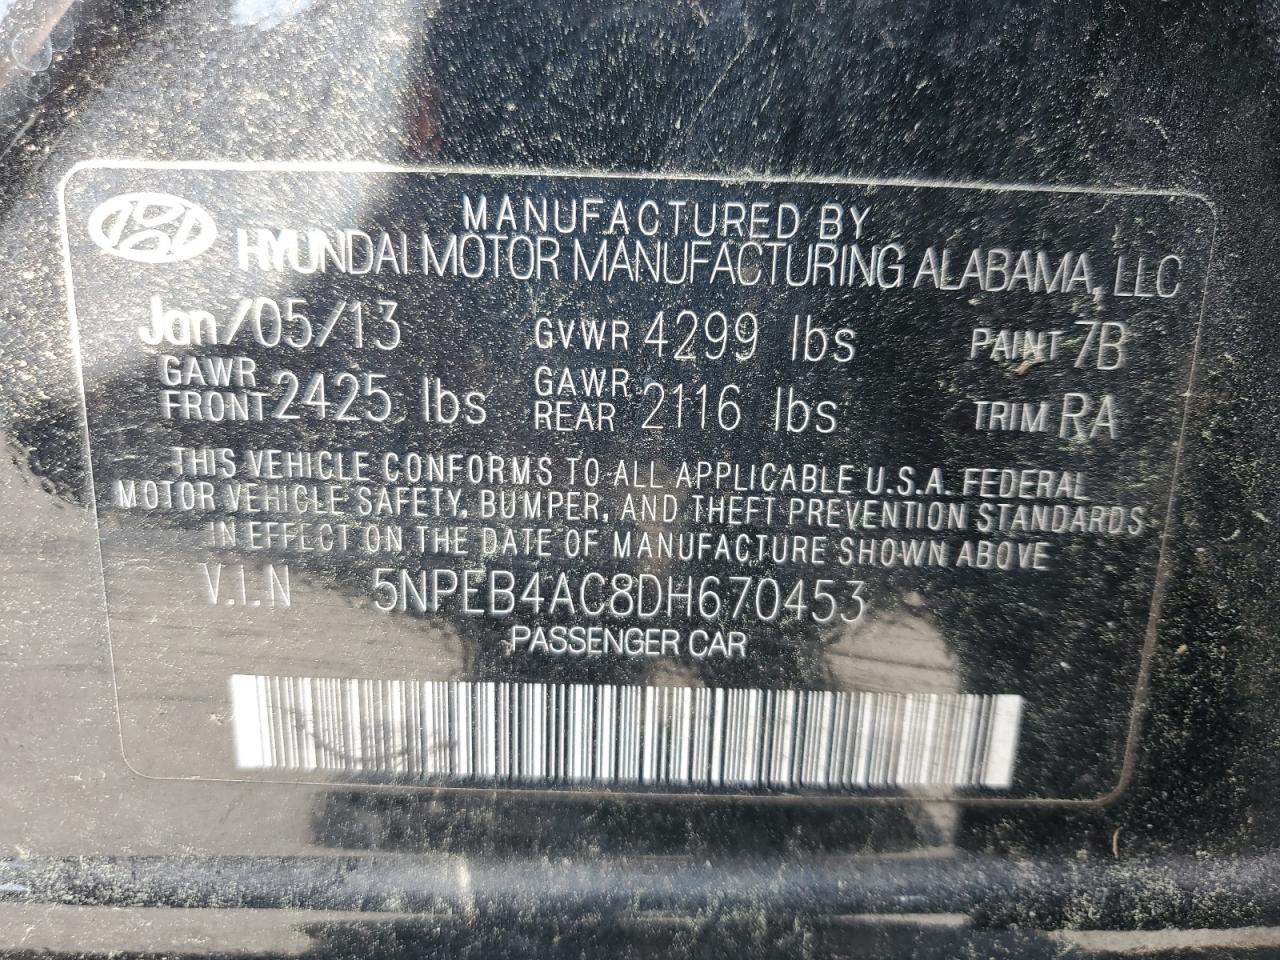 MANUFACTURED BY
HYUNDAI MOTOR MANUFACTURING ALABAMA, LLC
Jan/05/13 GVWR 4299 lbs PAINT 7B
GAWR FRONT 2425 lbs GAWR REAR 2116 lbs TRIM RA
THIS VEHICLE CONFORMS TO ALL APPLICABLE U.S.A. FEDERAL
MOTOR VEHICLE SAFETY, BUMPER, AND THEFT PREVENTION STANDARDS
IN EFFECT ON THE DATE OF MANUFACTURE SHOWN ABOVE
V.I.N 5NPEB4AC8DH670453
PASSENGER CAR